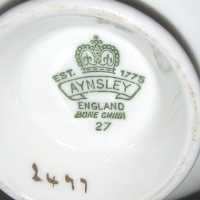 EST. 1775
AYNSLEY
ENGLAND
BONE CHINA
27
2477